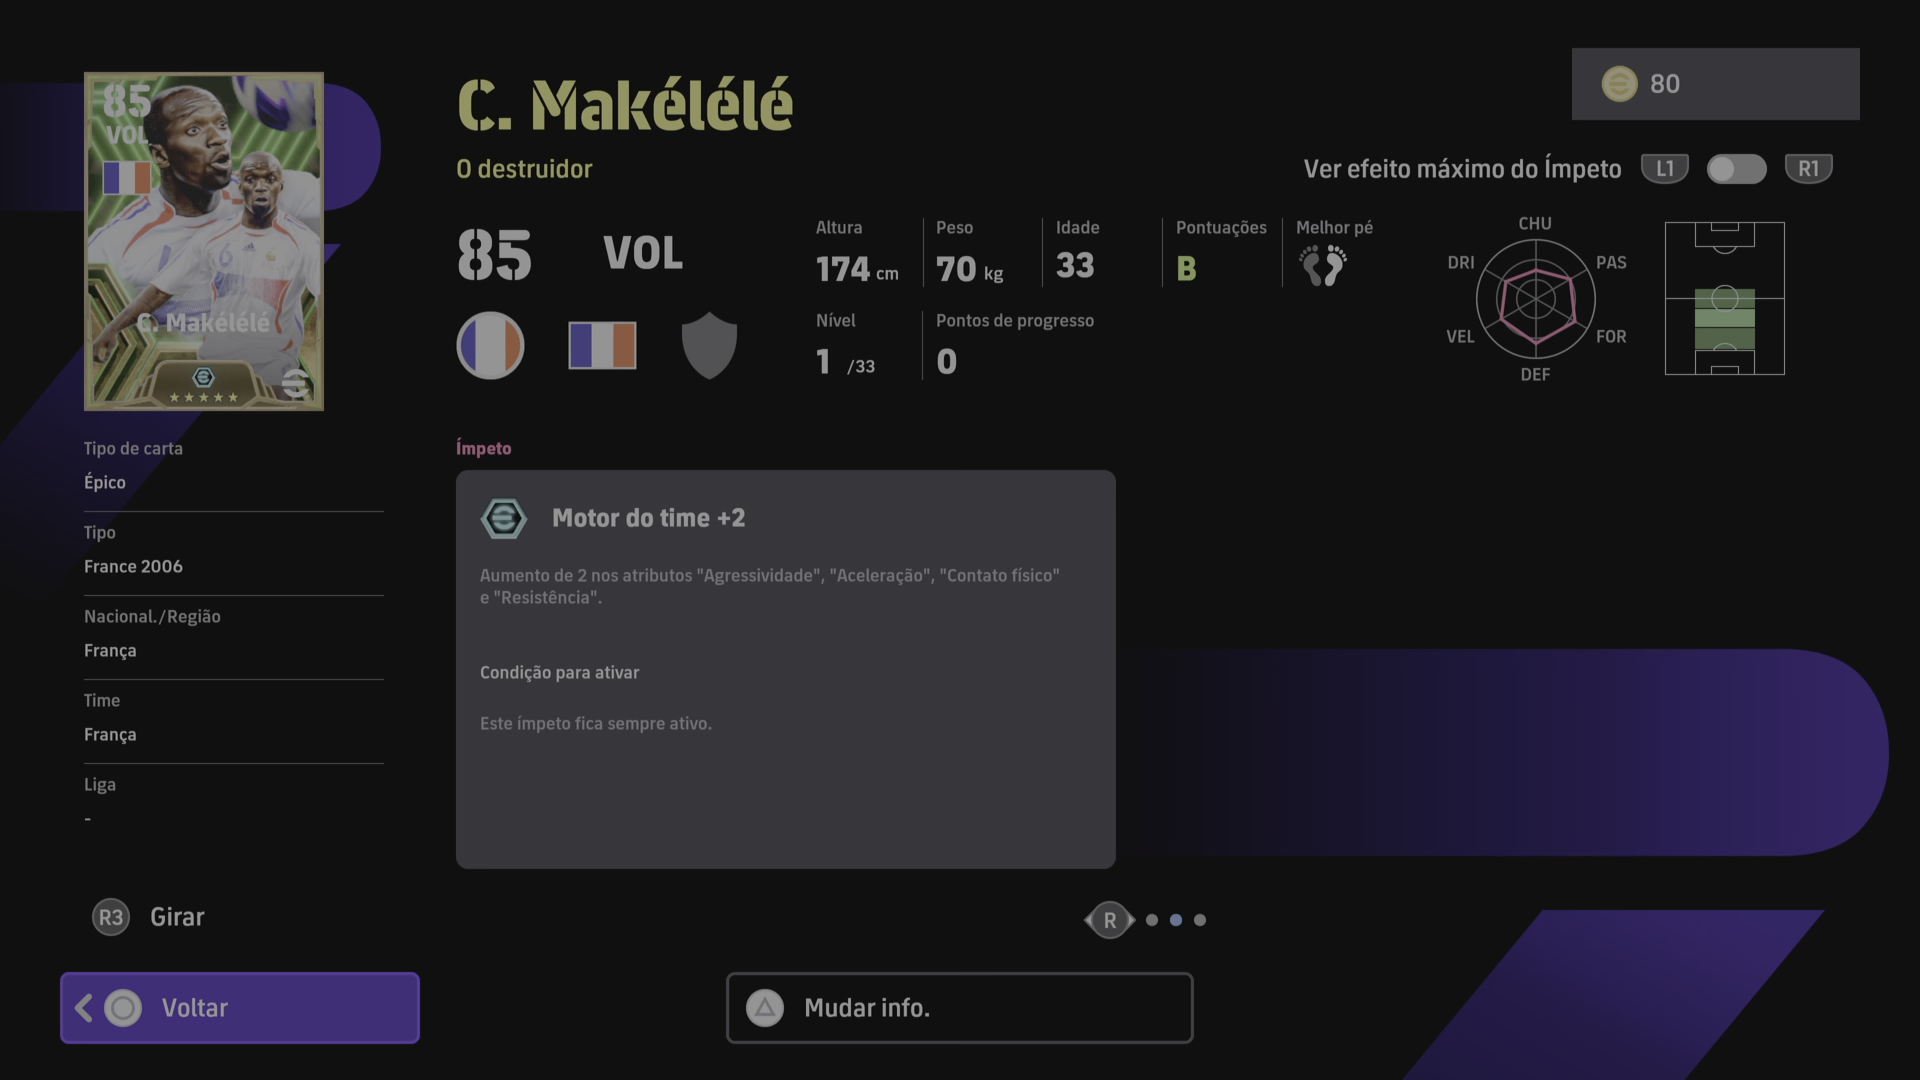 85
VOL
C. Makélélé
C. Makélélé
O destruidor
80
Ver efeito máximo do Ímpeto L1 R1
85 VOL
Altura
174 cm
Peso
70 kg
Idade
33
Pontuações
B
Melhor pé
Nível
1 /33
Pontos de progresso
0
CHU
DRI PAS
VEL FOR
DEF
Tipo de carta
Épico
Tipo
France 2006
Nacional./Região
França
Time
França
Liga
-
Ímpeto
Motor do time +2
Aumento de 2 nos atributos "Agressividade", "Aceleração", "Contato físico"
e "Resistência".
Condição para ativar
Este ímpeto fica sempre ativo.
R3 Girar
R
Voltar
Mudar info.